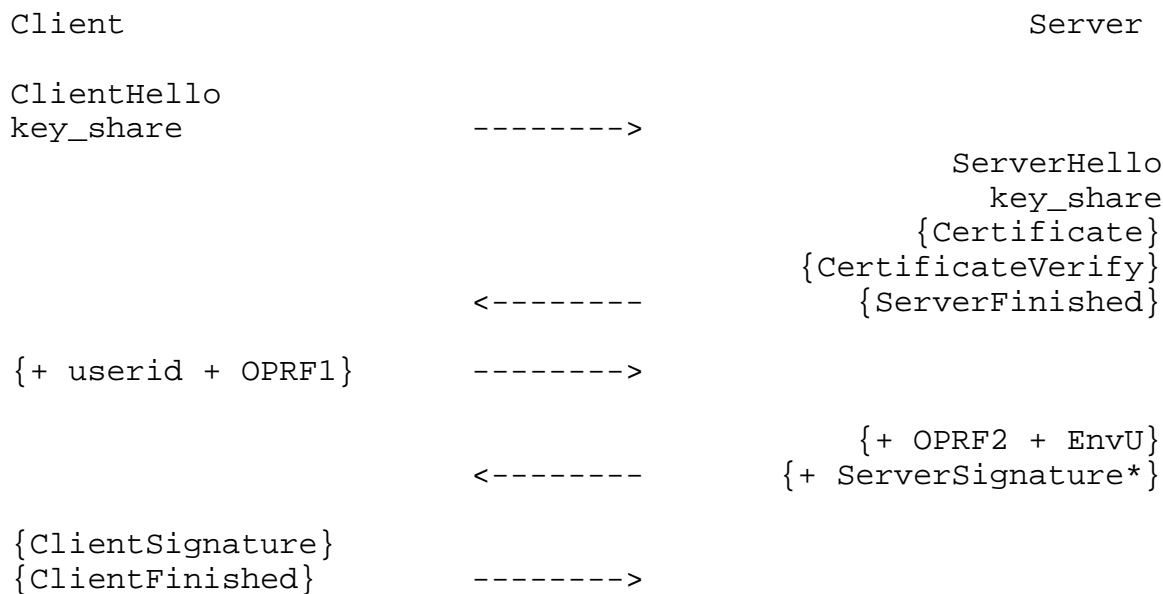 Client Server
ClientHello
key_share -------->
ServerHello
key_share
{Certificate}
{CertificateVerify}
<-------- {ServerFinished}
{+ userid + OPRF1} -------->
{+ OPRF2 + EnvU}
<-------- {+ ServerSignature*}
{ClientSignature}
{ClientFinished} -------->